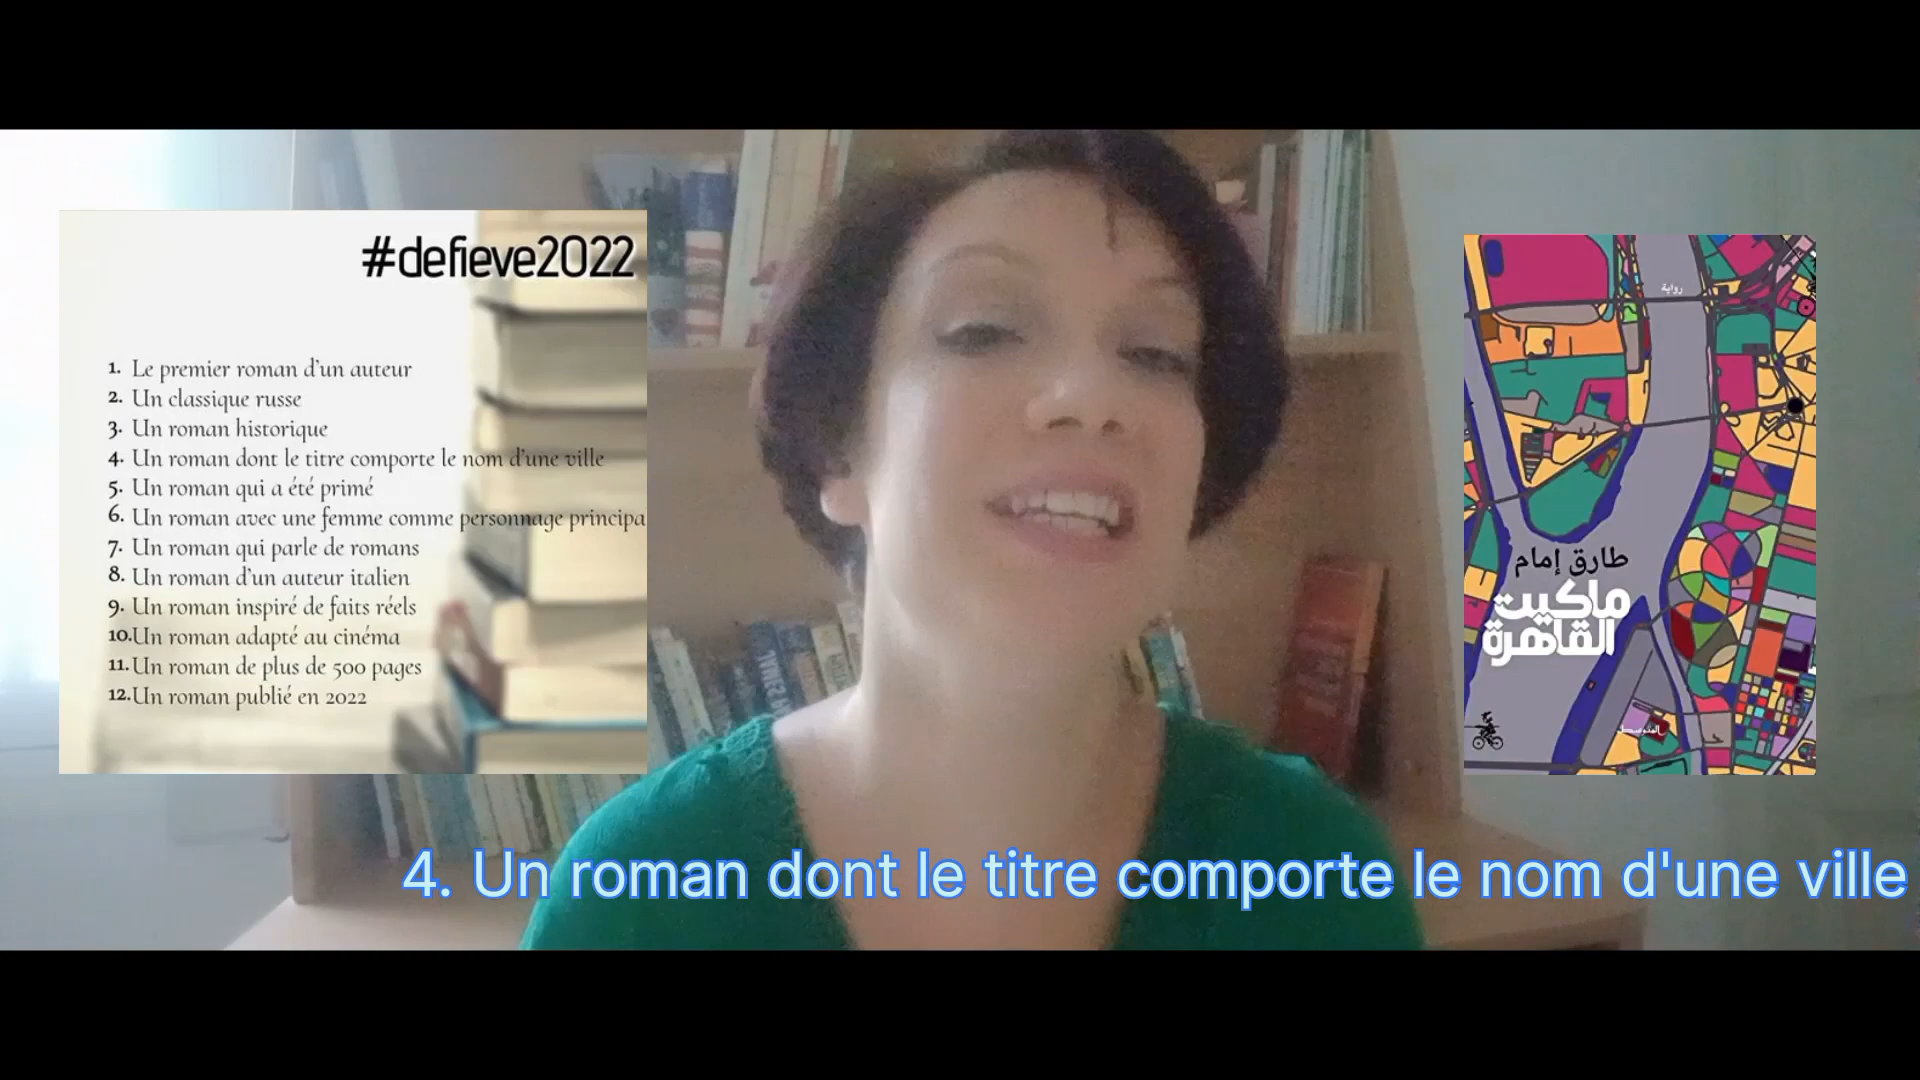 #defieve2022
1. Le premier roman d'un auteur
2. Un classique russe
3. Un roman historique
4. Un roman dont le titre comporte le nom d'une ville
5. Un roman qui a été primé
6. Un roman avec une femme comme personnage principa
7. Un roman qui parle de romans
8. Un roman d'un auteur italien
9. Un roman inspiré de faits réels
10. Un roman adapté au cinéma
11. Un roman de plus de 500 pages
12. Un roman publié en 2022
رواية
طارق إمام
ماكيت
القاهرة
المتوسط
4. Un roman dont le titre comporte le nom d'une ville